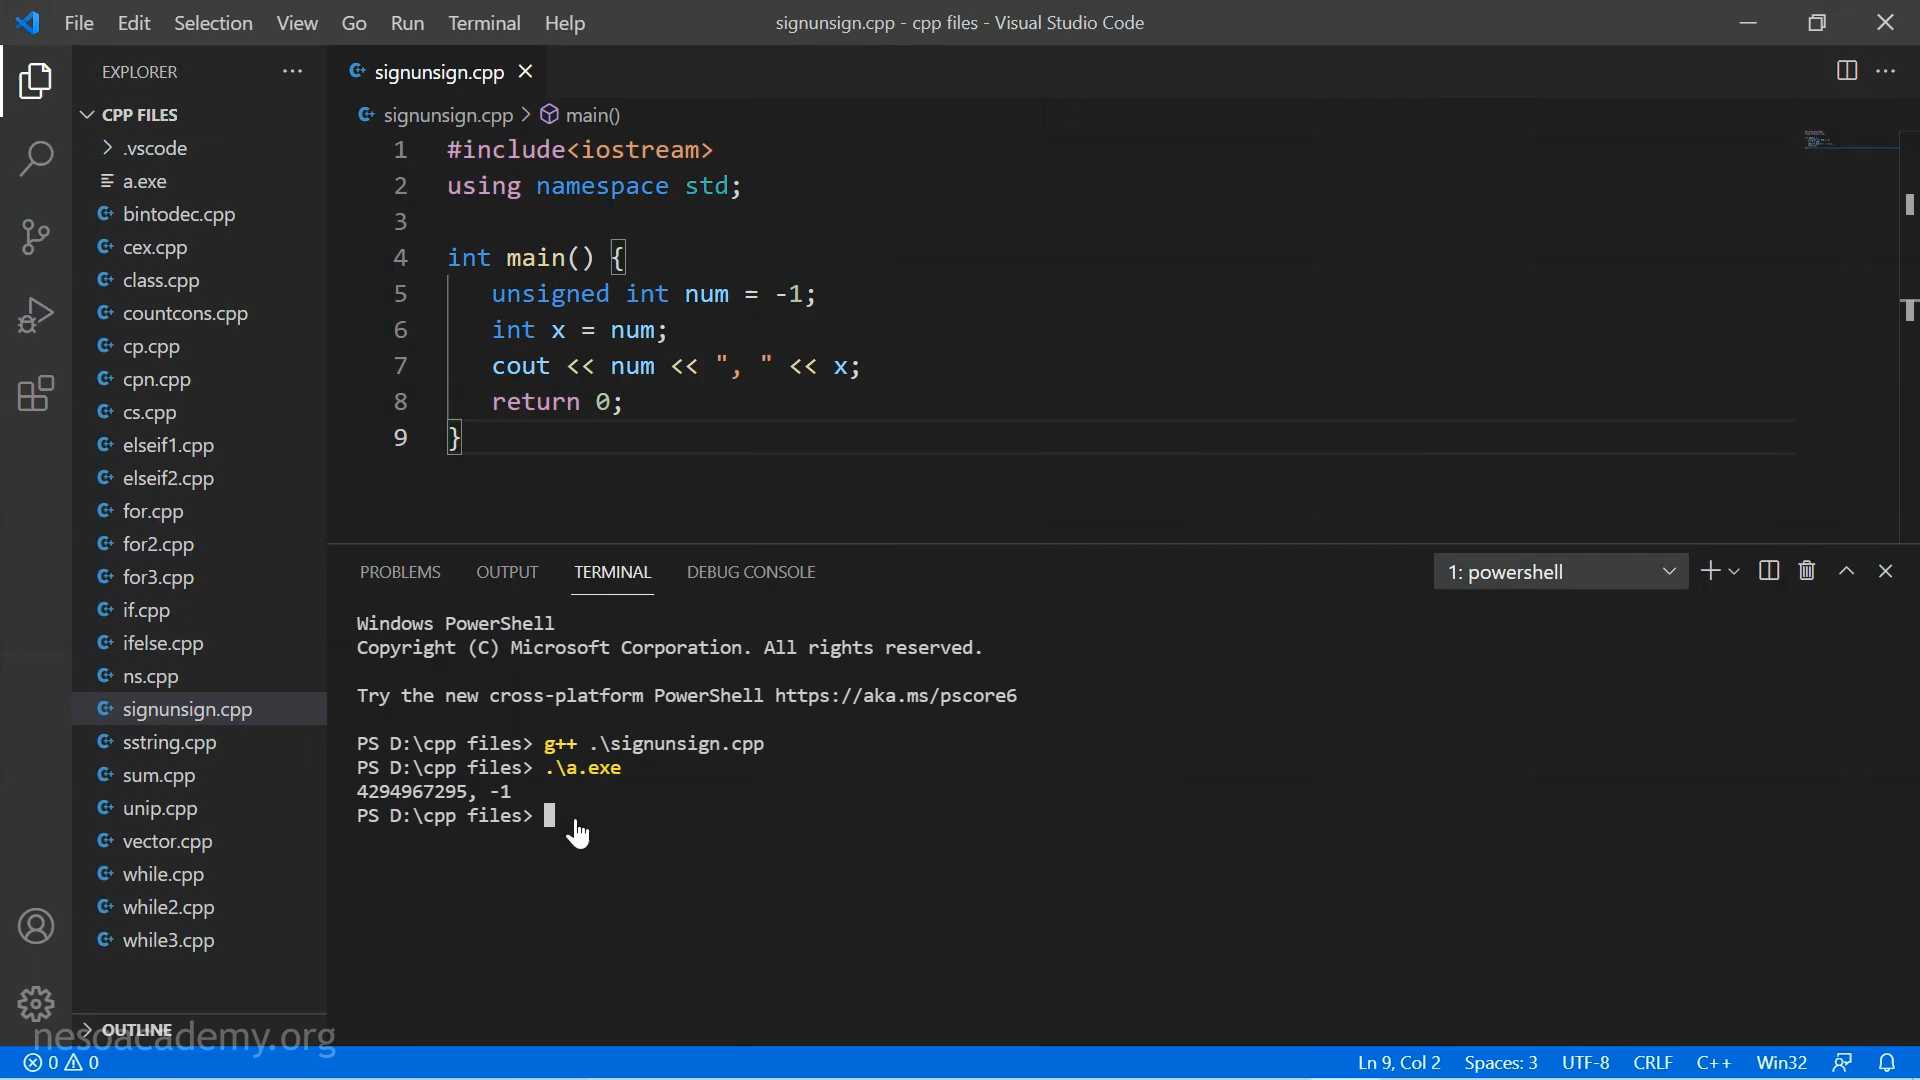 File Edit Selection View Go Run Terminal Help
signunsign.cpp - cpp files - Visual Studio Code
EXPLORER
CPP FILES
.vscode
a.exe
bintodec.cpp
cex.cpp
class.cpp
countcons.cpp
cp.cpp
cpn.cpp
cs.cpp
elseif1.cpp
elseif2.cpp
for.cpp
for2.cpp
for3.cpp
if.cpp
ifelse.cpp
ns.cpp
signunsign.cpp
sstring.cpp
sum.cpp
unip.cpp
vector.cpp
while.cpp
while2.cpp
while3.cpp
OUTLINE
nesoacademy.org
signunsign.cpp
signunsign.cpp > main()
1 #include<iostream>
2 using namespace std;
3
4 int main() {
5 unsigned int num = -1;
6 int x = num;
7 cout << num << ", " << x;
8 return 0;
9 }
PROBLEMS OUTPUT TERMINAL DEBUG CONSOLE
1: powershell
Windows PowerShell
Copyright (C) Microsoft Corporation. All rights reserved.
Try the new cross-platform PowerShell https://aka.ms/pscore6
PS D:\cpp files> g++ .\signunsign.cpp
PS D:\cpp files> .\a.exe
4294967295, -1
PS D:\cpp files>
0 0
Ln 9, Col 2 Spaces: 3 UTF-8 CRLF C++ Win32